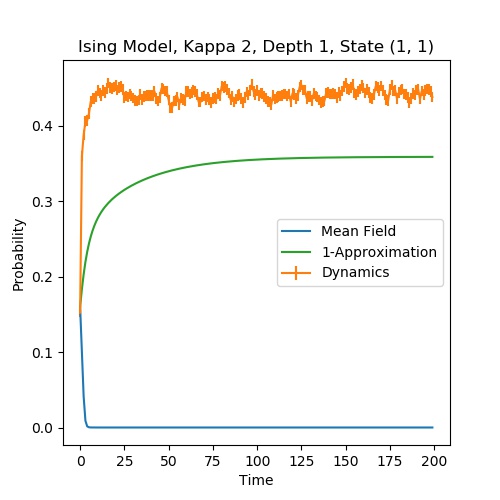 Ising Model, Kappa 2, Depth 1, State (1, 1)
Probability
0.4
0.3
0.2
0.1
0.0
Mean Field
1-Approximation
Dynamics
0 25 50 75 100 125 150 175 200
Time